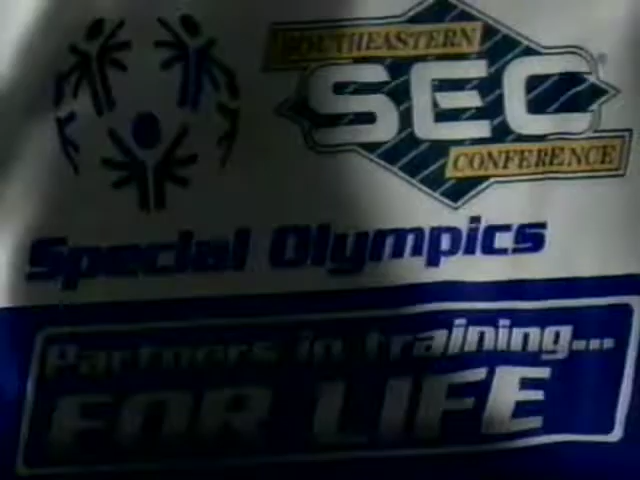 SOUTHEASTERN
SEC®
CONFERENCE
Special Olympics
Partners in training...
FOR LIFE